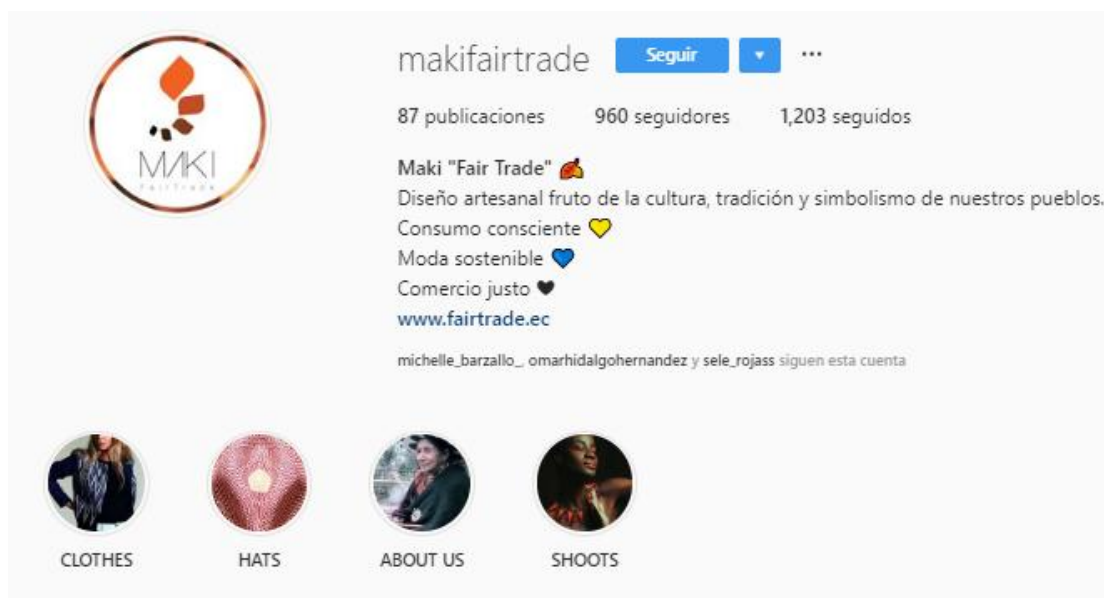 makifairtrade Seguir
87 publicaciones 960 seguidores 1,203 seguidos
Maki "Fair Trade" 🍂
Diseño artesanal fruto de la cultura, tradición y simbolismo de nuestros pueblos.
Consumo consciente 💛
Moda sostenible 💙
Comercio justo 🖤
www.fairtrade.ec
michelle_barzallo_, omarhidalgohernandez y sele_rojass siguen esta cuenta
MAKI
FairTrade
CLOTHES HATS ABOUT US SHOOTS